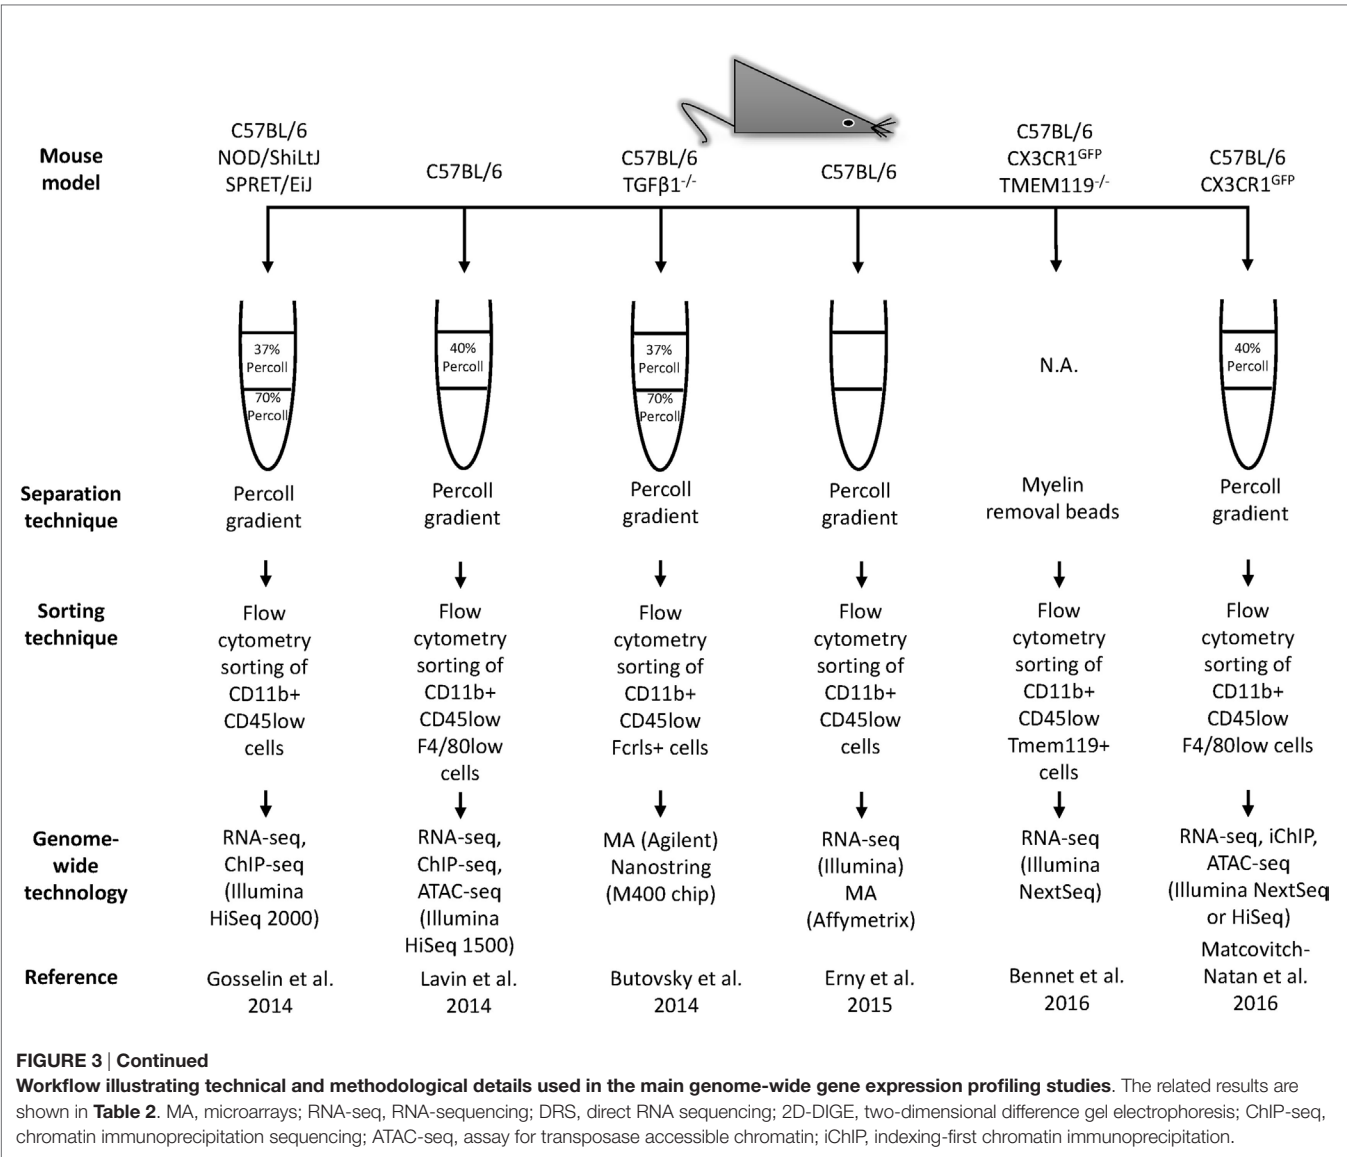 Mouse model
C57BL/6
NOD/ShiLtJ
SPRET/EiJ
C57BL/6
C57BL/6
TGFβ1-/-
C57BL/6
C57BL/6
CX3CR1GFP
TMEM119-/-
C57BL/6
CX3CR1GFP
37%
Percoll
70%
Percoll
40%
Percoll
37%
Percoll
70%
Percoll
N.A.
40%
Percoll
Separation
technique
Percoll
gradient
Percoll
gradient
Percoll
gradient
Percoll
gradient
Myelin
removal beads
Percoll
gradient
Sorting
technique
Flow
cytometry
sorting of
CD11b+
CD45low
cells
Flow
cytometry
sorting of
CD11b+
CD45low
F4/80low
cells
Flow
cytometry
sorting of
CD11b+
CD45low
Fcrls+ cells
Flow
cytometry
sorting of
CD11b+
CD45low
cells
Flow
cytometry
sorting of
CD11b+
CD45low
Tmem119+
cells
Flow
cytometry
sorting of
CD11b+
CD45low
F4/80low cells
Genome-
wide
technology
RNA-seq,
ChIP-seq
(Illumina
HiSeq 2000)
RNA-seq,
ChIP-seq,
ATAC-seq
(Illumina
HiSeq 1500)
MA (Agilent)
Nanostring
(M400 chip)
RNA-seq
(Illumina)
MA
(Affymetrix)
RNA-seq
(Illumina
NextSeq)
RNA-seq, iChIP,
ATAC-seq
(Illumina NextSeq
or HiSeq)
Reference
Gosselin et al.
2014
Lavin et al.
2014
Butovsky et al.
2014
Erny et al.
2015
Bennet et al.
2016
Matcovitch-
Natan et al.
2016
FIGURE 3 | Continued
Workflow illustrating technical and methodological details used in the main genome-wide gene expression profiling studies. The related results are
shown in Table 2. MA, microarrays; RNA-seq, RNA-sequencing; DRS, direct RNA sequencing; 2D-DIGE, two-dimensional difference gel electrophoresis; ChIP-seq,
chromatin immunoprecipitation sequencing; ATAC-seq, assay for transposase accessible chromatin; iChIP, indexing-first chromatin immunoprecipitation.